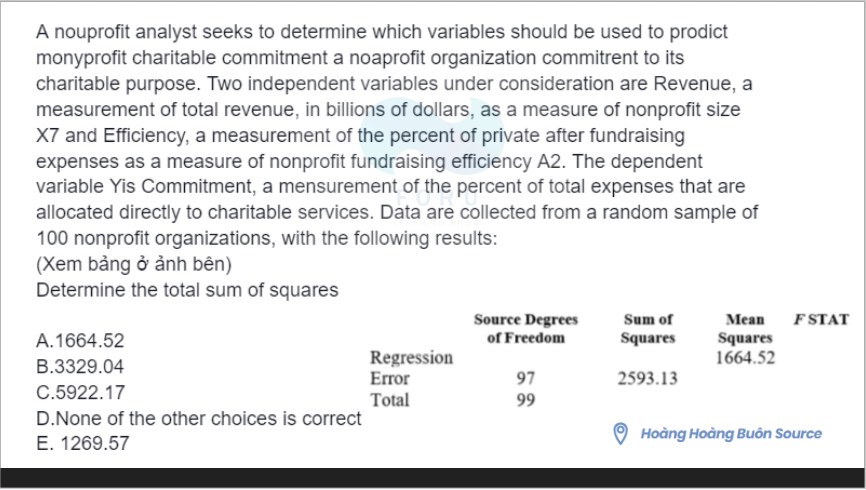 A nouprofit analyst seeks to determine which variables should be used to prodict
monyprofit charitable commitment a noaprofit organization commitrent to its
charitable purpose. Two independent variables under consideration are Revenue, a
measurement of total revenue, in billions of dollars, as a measure of nonprofit size
X7 and Efficiency, a measurement of the percent of private after fundraising
expenses as a measure of nonprofit fundraising efficiency A2. The dependent
variable Yis Commitment, a mensurement of the percent of total expenses that are
allocated directly to charitable services. Data are collected from a random sample of
100 nonprofit organizations, with the following results:
(Xem bảng ở ảnh bên)
Determine the total sum of squares
A.1664.52
B.3329.04
C.5922.17
D.None of the other choices is correct
E. 1269.57
Source Degrees Sum of Mean F STAT
of Freedom Squares Squares
Regression 1664.52
Error 97 2593.13
Total 99
Hoàng Hoàng Buôn Source
FORU